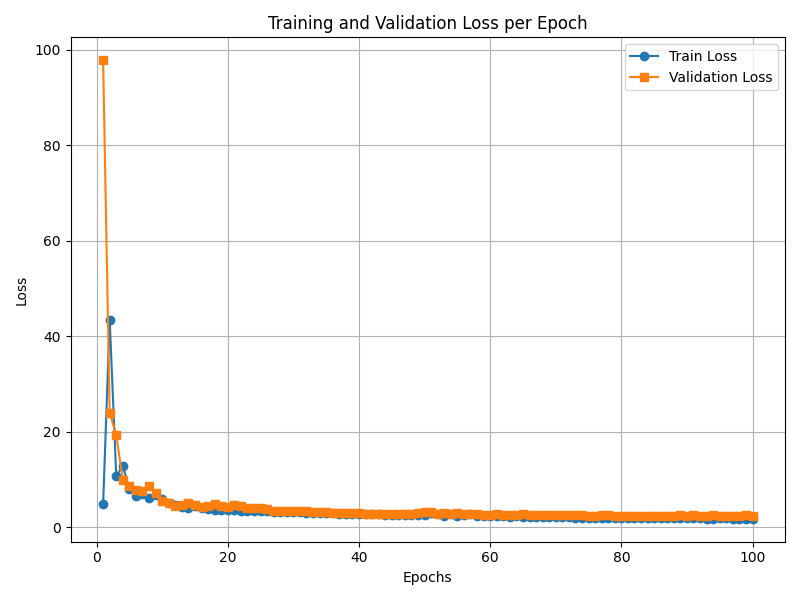 Training and Validation Loss per Epoch
Train Loss
Validation Loss
100
80
60
40
20
0
Loss
0 20 40 60 80 100
Epochs